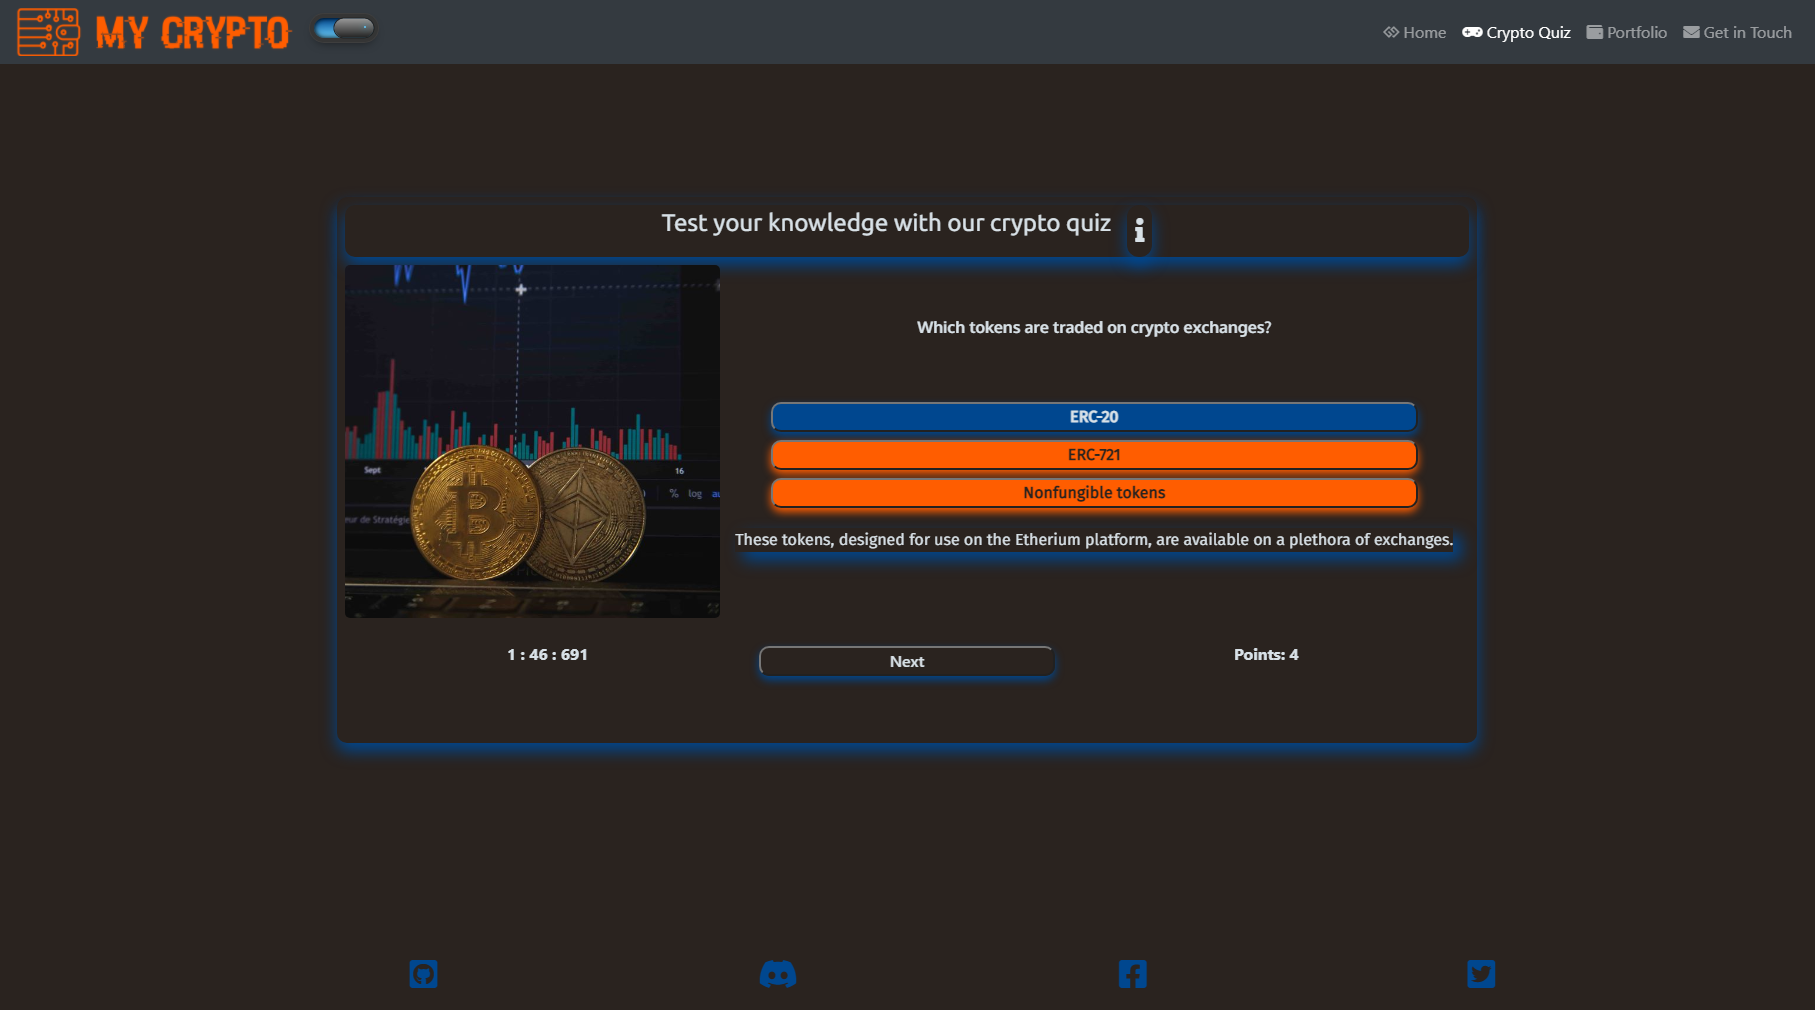 MY CRYPTO
Home
Crypto Quiz
Portfolio
Get in Touch
Test your knowledge with our crypto quiz
Sept
16
% log
eur de Stratégie
Which tokens are traded on crypto exchanges?
ERC-20
ERC-721
Nonfungible tokens
These tokens, designed for use on the Etherium platform, are available on a plethora of exchanges.
1 : 46 : 691
Next
Points: 4